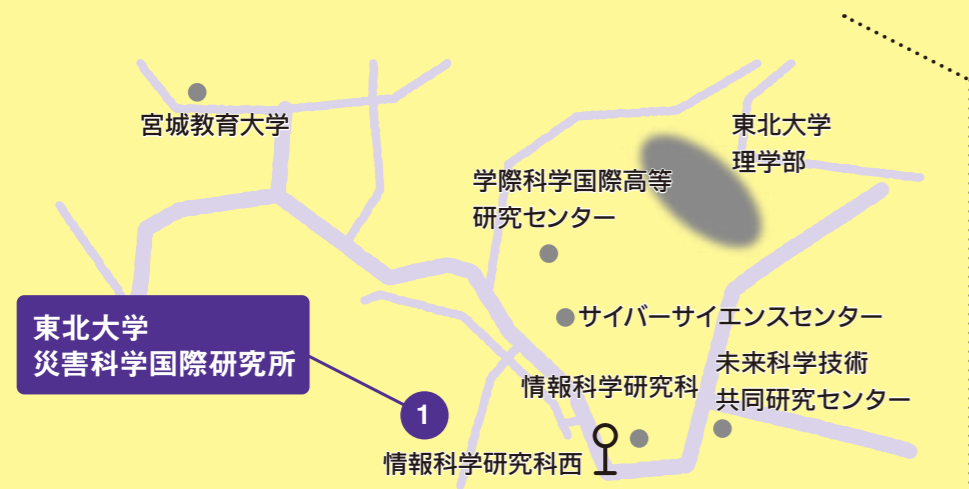 宮城教育大学
東北大学
理学部
学際科学国際高等
研究センター
サイバーサイエンスセンター
東北大学
災害科学国際研究所
未来科学技術
共同研究センター
情報科学研究科
1
情報科学研究科西